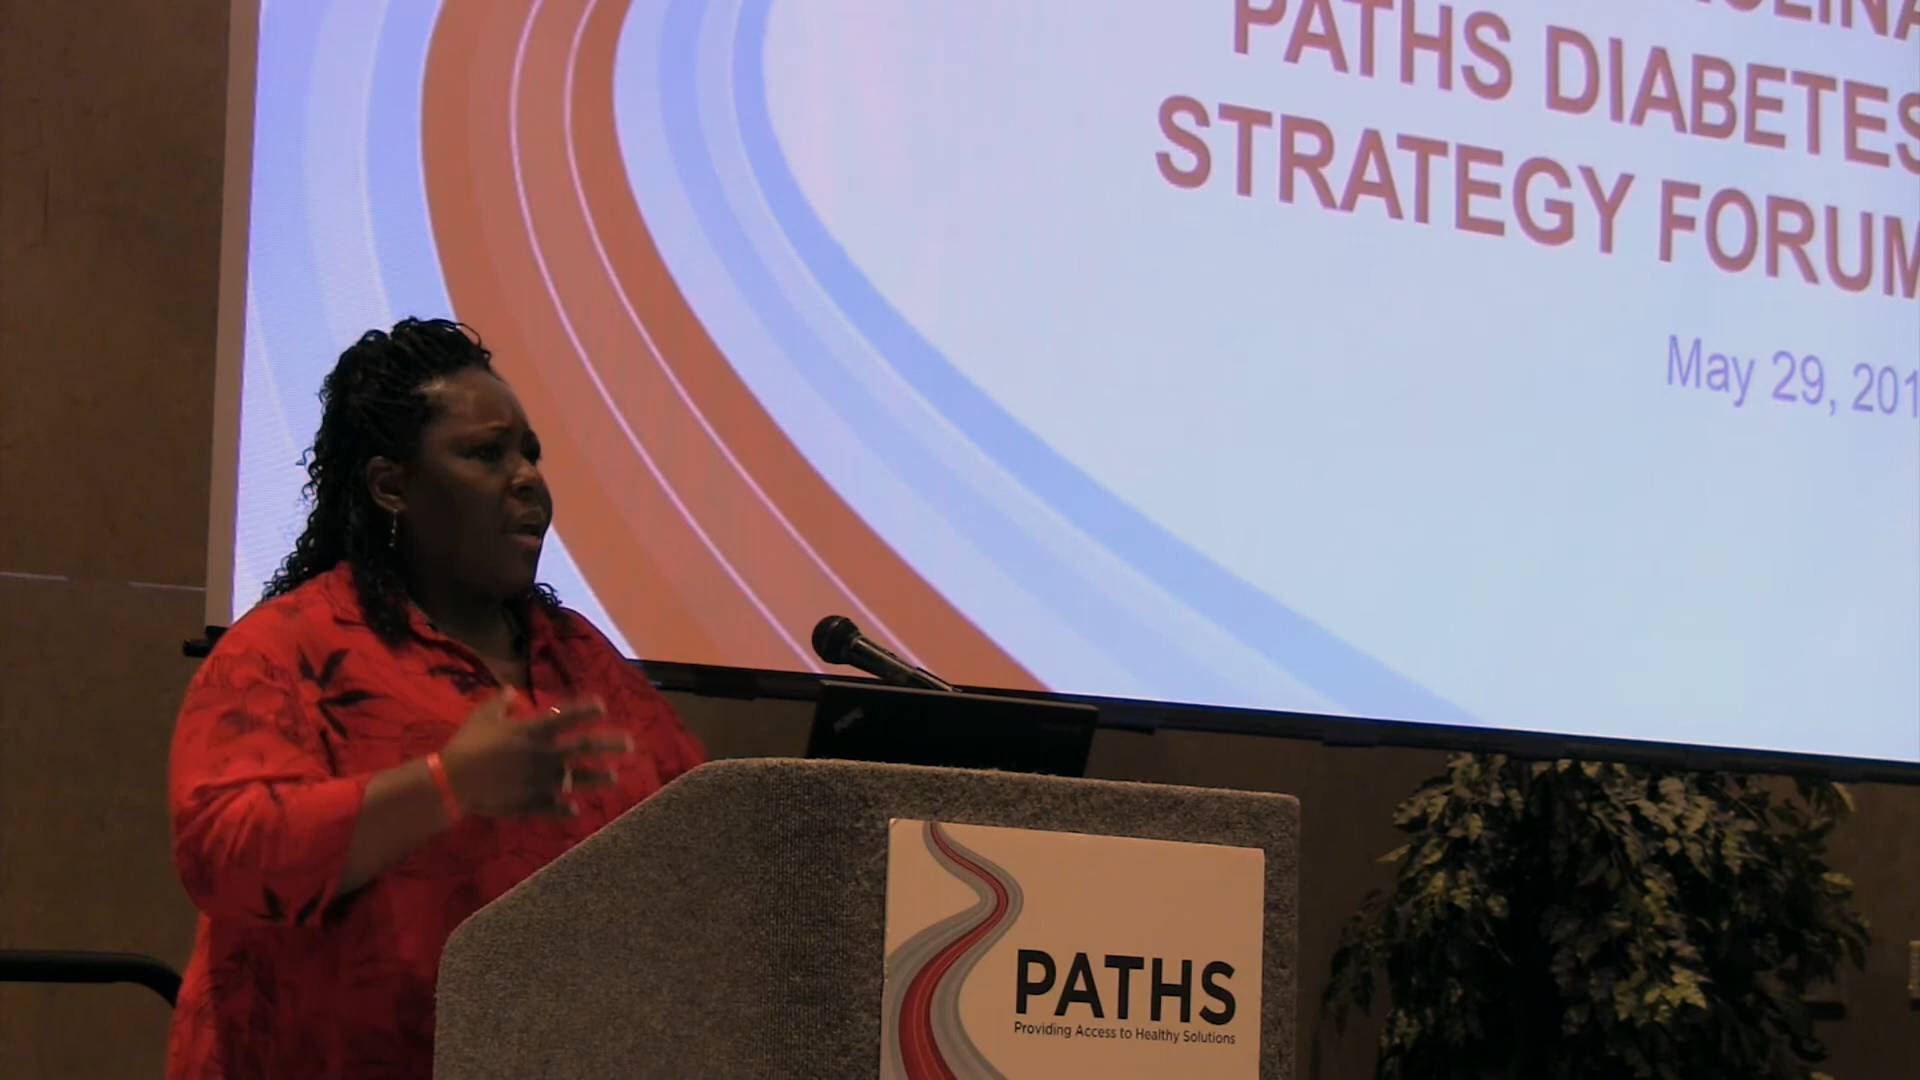 PATHS DIABETES
STRATEGY FORUM
May 29, 201
PATHS
Providing Access to Healthy Solutions